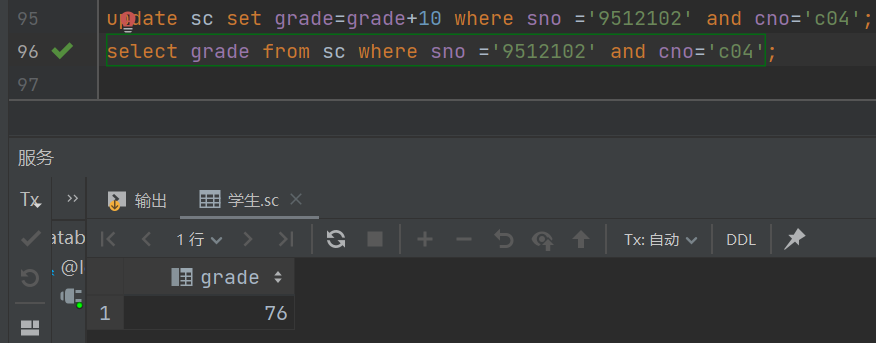 95 update sc set grade=grade+10 where sno ='9512102' and cno='c04';
96 select grade from sc where sno ='9512102' and cno='c04';
97
服务
Tx >> 输出 学生.sc ×
1 行 Tx: 自动 DDL
atab
@l
grade
1 76